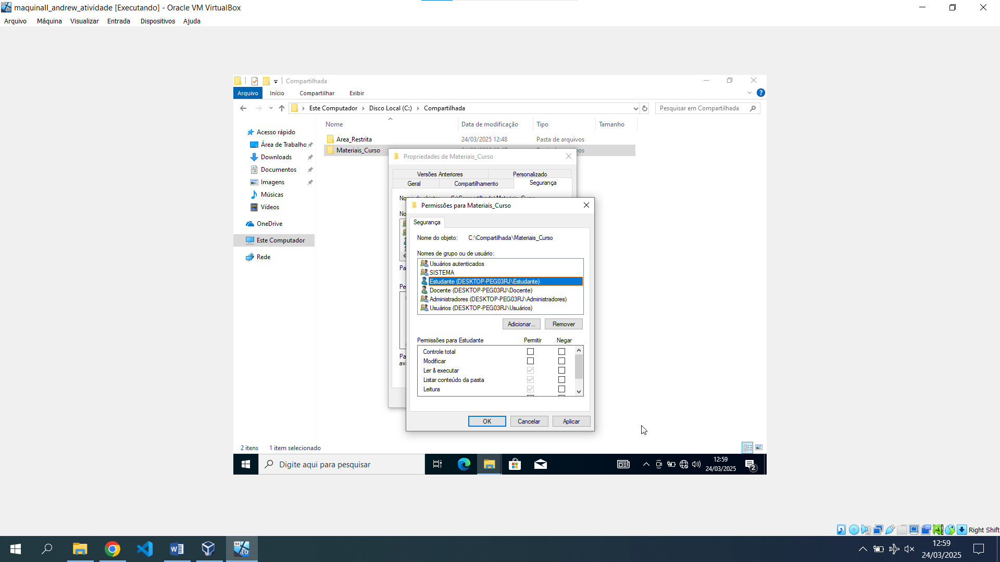 maquinaII_andrew_atividade [Executando] - Oracle VM VirtualBox
Arquivo Máquina Visualizar Entrada Dispositivos Ajuda
Compartilhada
Arquivo Início Compartilhar Exibir
Este Computador Disco Local (C:) Compartilhada
Pesquisar em Compartilhada
Nome Data de modificação Tipo Tamanho
Acesso rápido
Área de Trabalho
Downloads
Documentos
Imagens
Músicas
Vídeos
OneDrive
Este Computador
Rede
Area_Restrita 24/03/2025 12:48 Pasta de arquivos
Materiais_Curso
Propriedades de Materiais_Curso
Versões Anteriores Personalizado
Geral Compartilhamento Segurança
Permissões para Materiais_Curso
Segurança
Nome do objeto: C:\Compartilhada\Materiais_Curso
Nomes de grupo ou de usuário:
Usuários autenticados
SISTEMA
Estudante (DESKTOP-PEG03RJ\Estudante)
Docente (DESKTOP-PEG03RJ\Docente)
Administradores (DESKTOP-PEG03RJ\Administradores)
Usuários (DESKTOP-PEG03RJ\Usuários)
Adicionar... Remover
Permissões para Estudante Permitir Negar
Controle total
Modificar
Ler & executar
Listar conteúdo da pasta
Leitura
OK Cancelar Aplicar
2 itens 1 item selecionado
Digite aqui para pesquisar
12:59
24/03/2025
2
Right Shift
12:59
24/03/2025